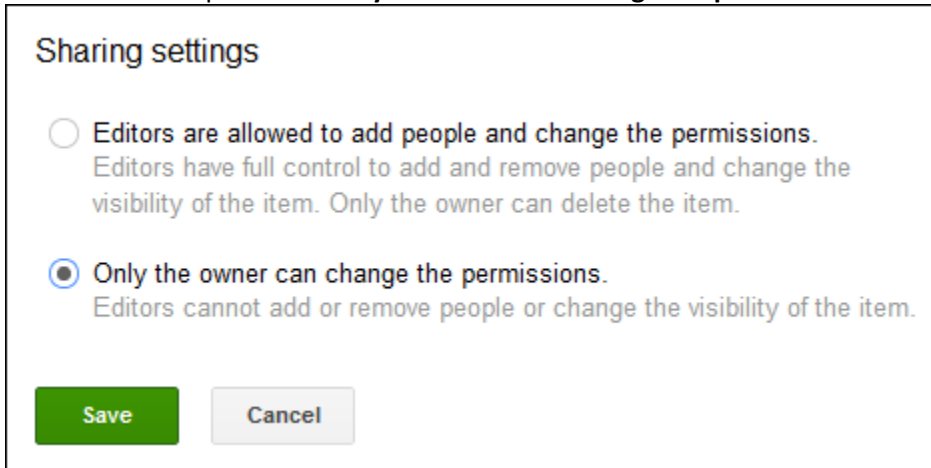 Sharing settings
Editors are allowed to add people and change the permissions.
Editors have full control to add and remove people and change the
visibility of the item. Only the owner can delete the item.
Only the owner can change the permissions.
Editors cannot add or remove people or change the visibility of the item.
Save Cancel